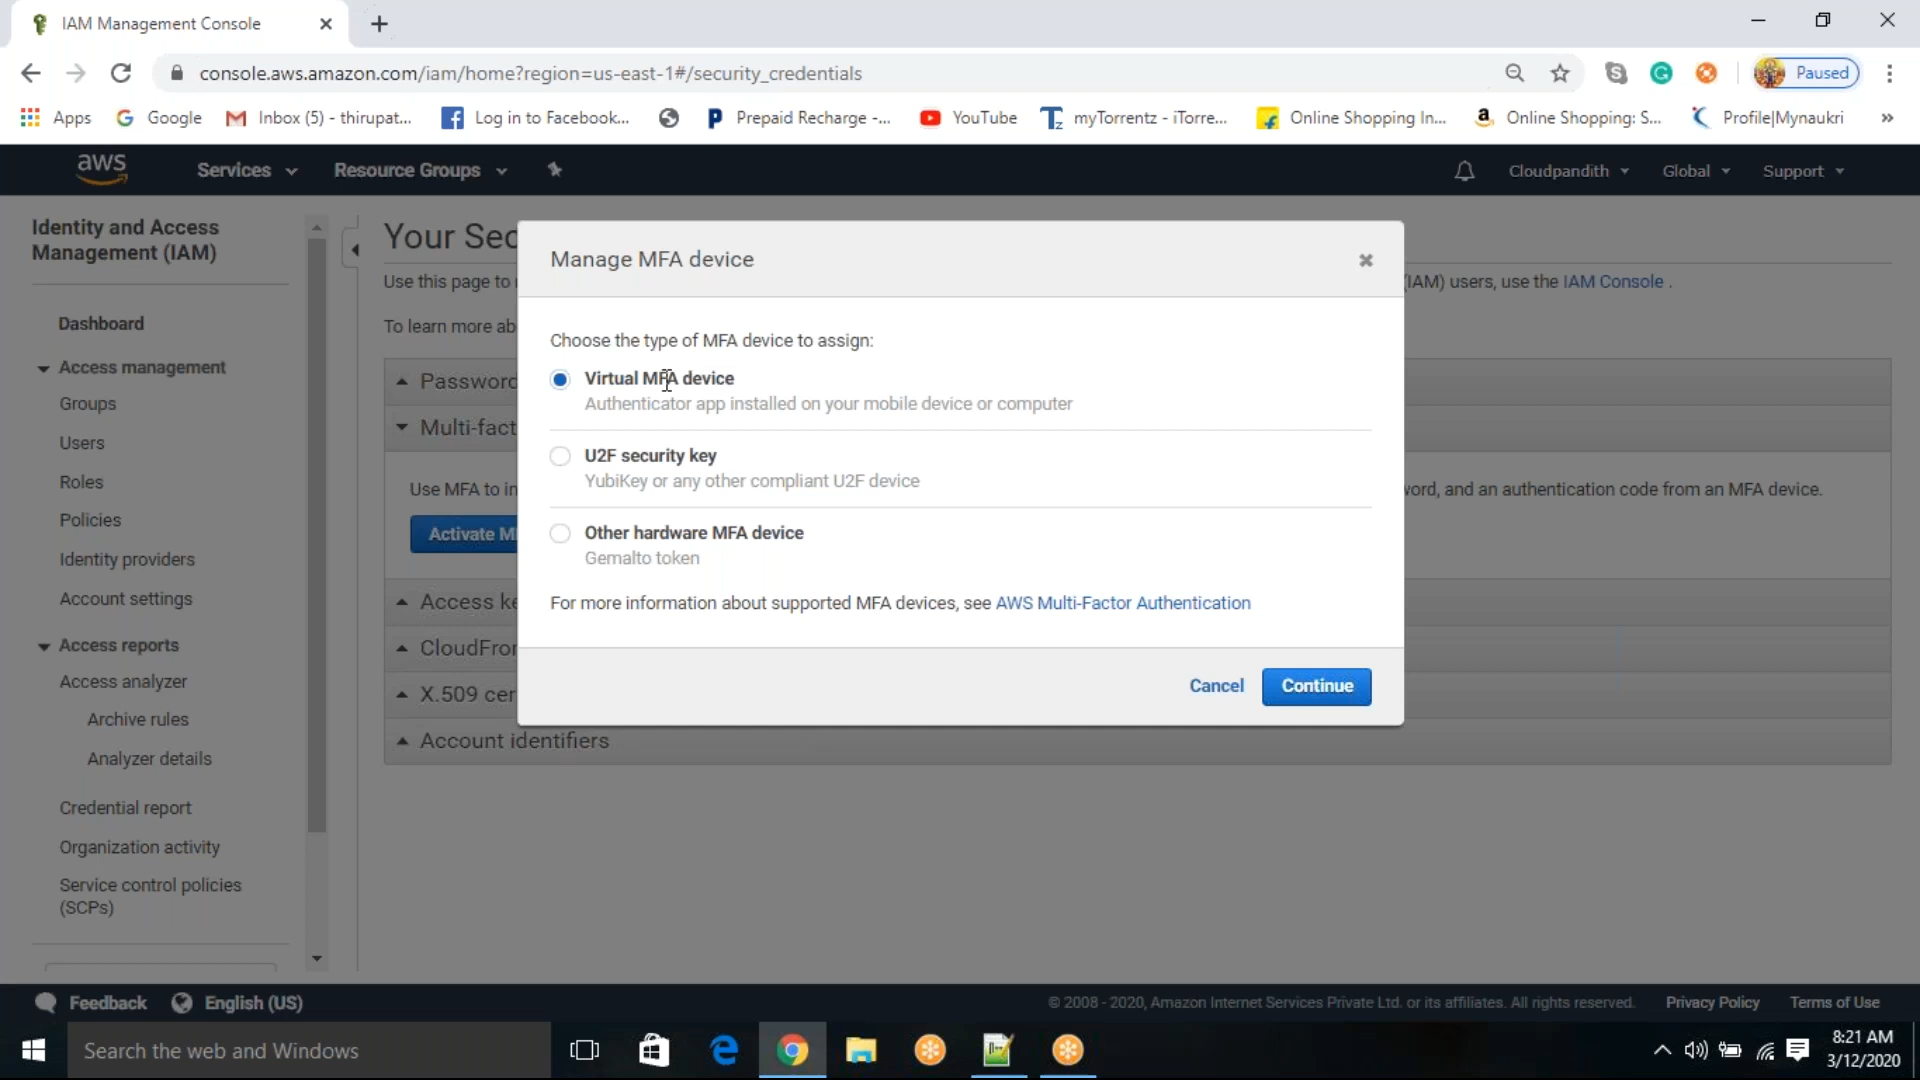 IAM Management Console
console.aws.amazon.com/iam/home?region=us-east-1#/security_credentials
Paused
Apps
Google
Inbox (5) - thirupat...
Log in to Facebook...
Prepaid Recharge -...
YouTube
myTorrentz - iTorre...
Online Shopping In...
Online Shopping: S...
Profile|Mynaukri
aws
Services
Resource Groups
Cloudpandith
Global
Support
Identity and Access
Management (IAM)
Dashboard
Access management
Groups
Users
Roles
Policies
Identity providers
Account settings
Access reports
Access analyzer
Archive rules
Analyzer details
Credential report
Organization activity
Service control policies
(SCPs)
Your Sec
Use this page to
(IAM) users, use the IAM Console .
To learn more ab
Password
Multi-fact
Use MFA to in
word, and an authentication code from an MFA device.
Activate M
Access ke
CloudFron
X.509 cer
Account identifiers
Manage MFA device
Choose the type of MFA device to assign:
Virtual MFA device
Authenticator app installed on your mobile device or computer
U2F security key
YubiKey or any other compliant U2F device
Other hardware MFA device
Gemalto token
For more information about supported MFA devices, see AWS Multi-Factor Authentication
Cancel
Continue
Feedback
English (US)
© 2008 - 2020, Amazon Internet Services Private Ltd. or its affiliates. All rights reserved.
Privacy Policy
Terms of Use
Search the web and Windows
8:21 AM
3/12/2020